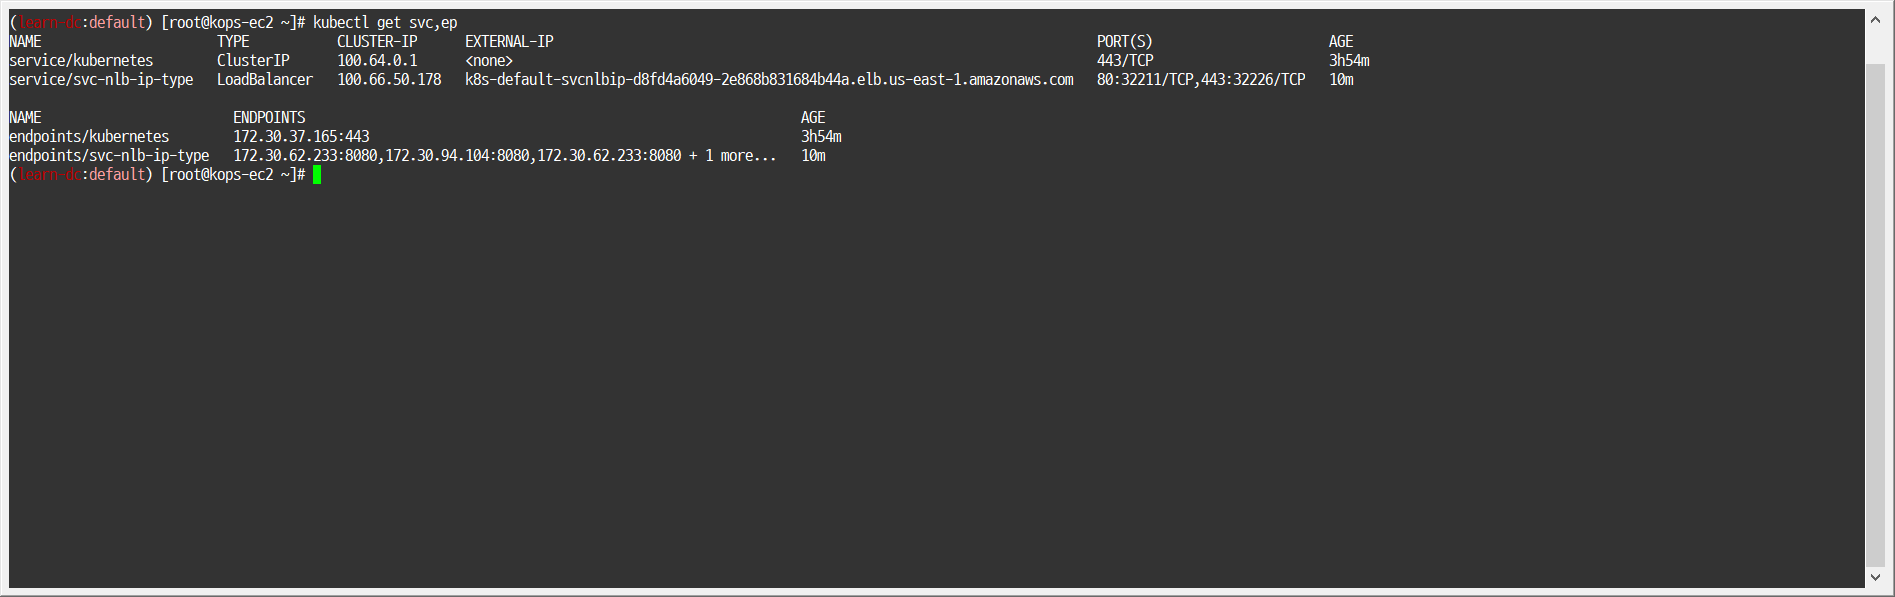 (learn-dc:default) [root@kops-ec2 ~]# kubectl get svc,ep
NAME TYPE CLUSTER-IP EXTERNAL-IP PORT(S) AGE
service/kubernetes ClusterIP 100.64.0.1 <none> 443/TCP 3h54m
service/svc-nlb-ip-type LoadBalancer 100.66.50.178 k8s-default-svcnlbip-d8fd4a6049-2e868b831684b44a.elb.us-east-1.amazonaws.com 80:32211/TCP,443:32226/TCP 10m
NAME ENDPOINTS AGE
endpoints/kubernetes 172.30.37.165:443 3h54m
endpoints/svc-nlb-ip-type 172.30.62.233:8080,172.30.94.104:8080,172.30.62.233:8080 + 1 more... 10m
(learn-dc:default) [root@kops-ec2 ~]#